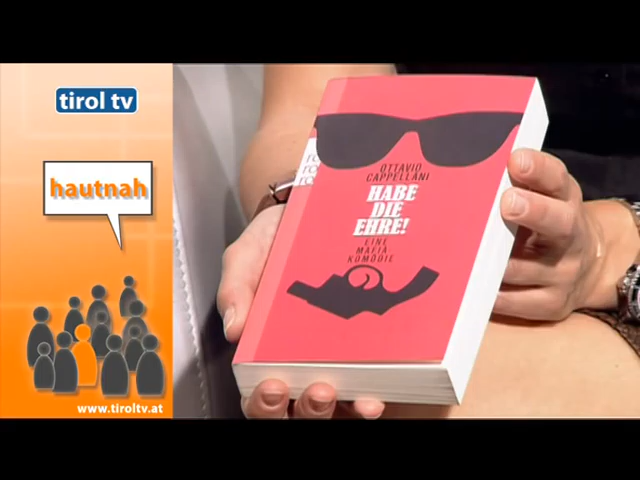 tirol tv
hautnah
www.tiroltv.at
OTTAVIO
CAPPELLANI
HABE
DIE
EHRE!
EINE
MAFIA
KOMÖDIE